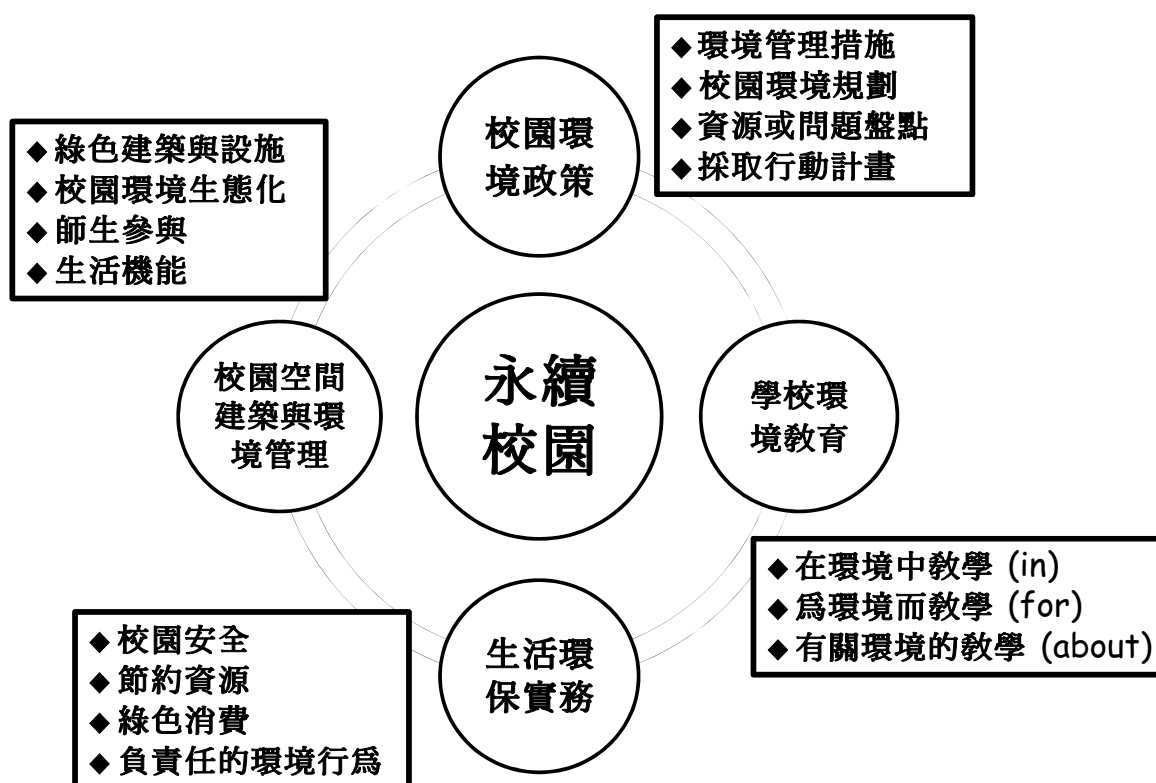 校園環
境政策
◆環境管理措施
◆校園環境規劃
◆資源或問題盤點
◆採取行動計畫
◆綠色建築與設施
◆校園環境生態化
◆師生參與
◆生活機能
校園空間
建築與環
境管理
永續
校園
學校環
境教育
◆在環境中教學 (in)
◆為環境而教學 (for)
◆有關環境的教學 (about)
生活環
保實務
◆校園安全
◆節約資源
◆綠色消費
◆負責任的環境行為